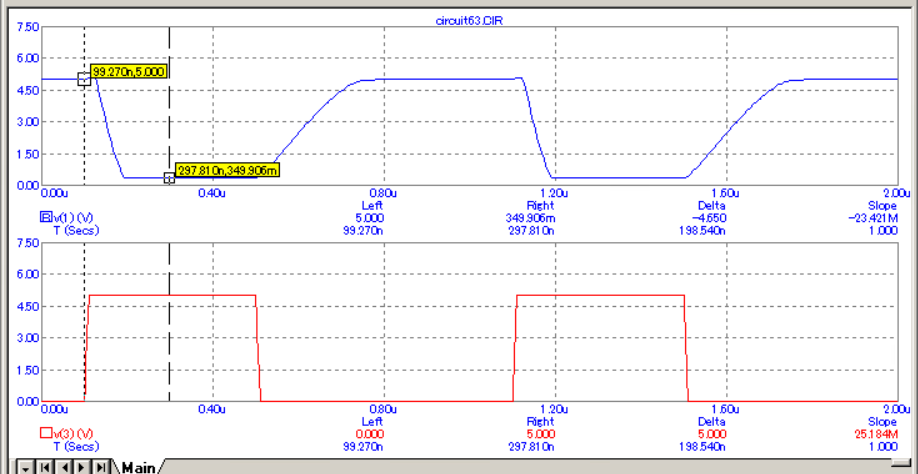 circuit63.CIR
7.50
6.00
4.50
3.00
1.50
0.00
99.270n,5.000
297.810n,349.906m
0.00u 0.40u 0.80u 1.20u 1.60u 2.00u
Left Right Delta Slope
v(1) (V) 5.000 349.906m -4.650 -23.421M
T (Secs) 99.270n 297.810n 198.540n 1.000
7.50
6.00
4.50
3.00
1.50
0.00
0.00u 0.40u 0.80u 1.20u 1.60u 2.00u
Left Right Delta Slope
v(3) (V) 0.000 5.000 5.000 25.184M
T (Secs) 99.270n 297.810n 198.540n 1.000
Main